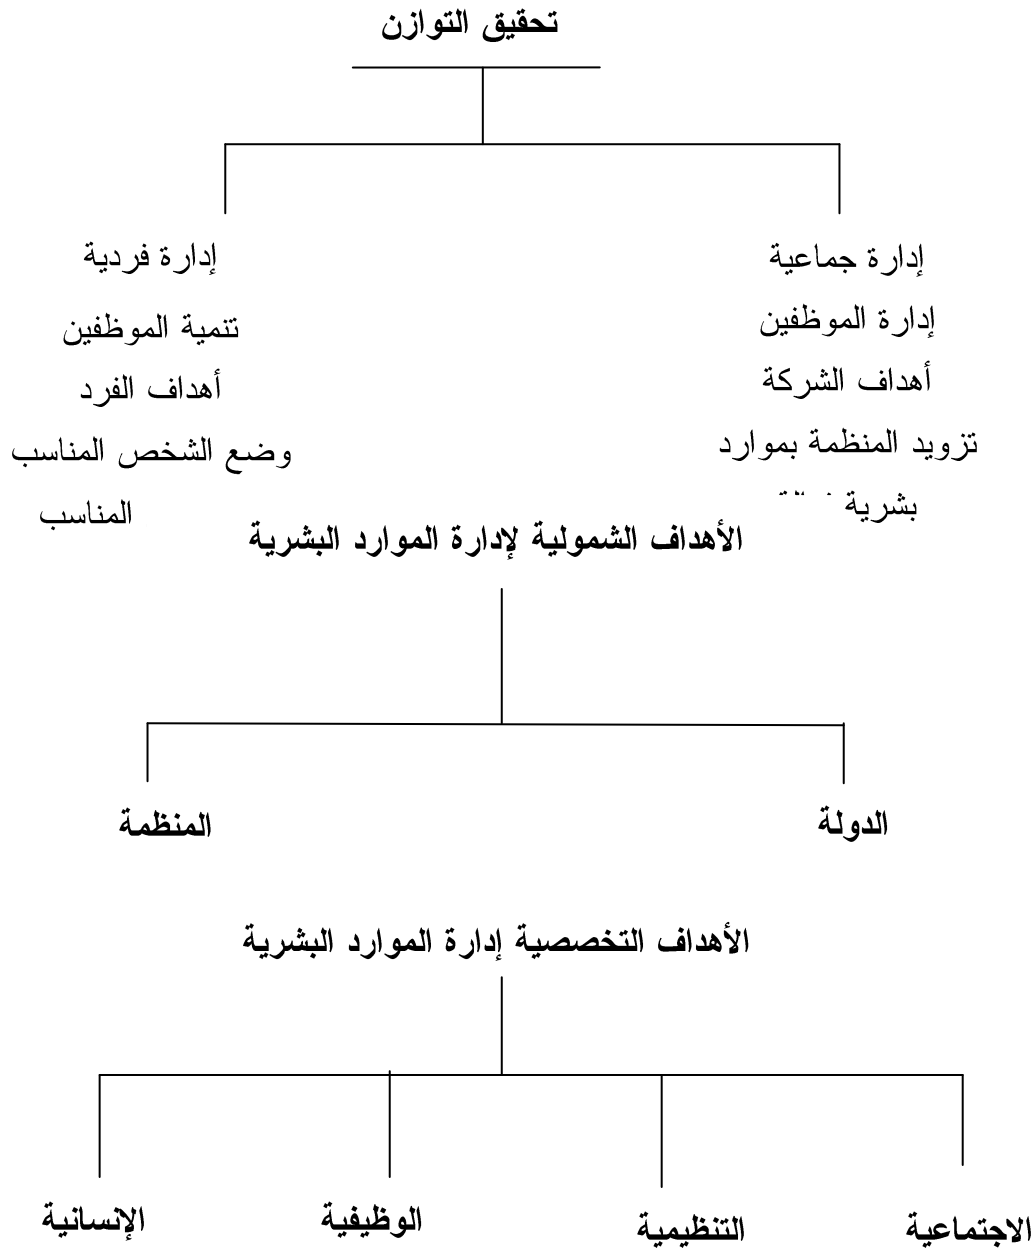 تحقيق التوازن
إدارة جماعية
إدارة الموظفين
أهداف الشركة
تزويد المنظمة بموارد
بشرية
إدارة فردية
تنمية الموظفين
أهداف الفرد
وضع الشخص المناسب
المناسب
الأهداف الشمولية لإدارة الموارد البشرية
الدولة
المنظمة
الأهداف التخصصية إدارة الموارد البشرية
الاجتماعية
التنظيمية
الوظيفية
الإنسانية